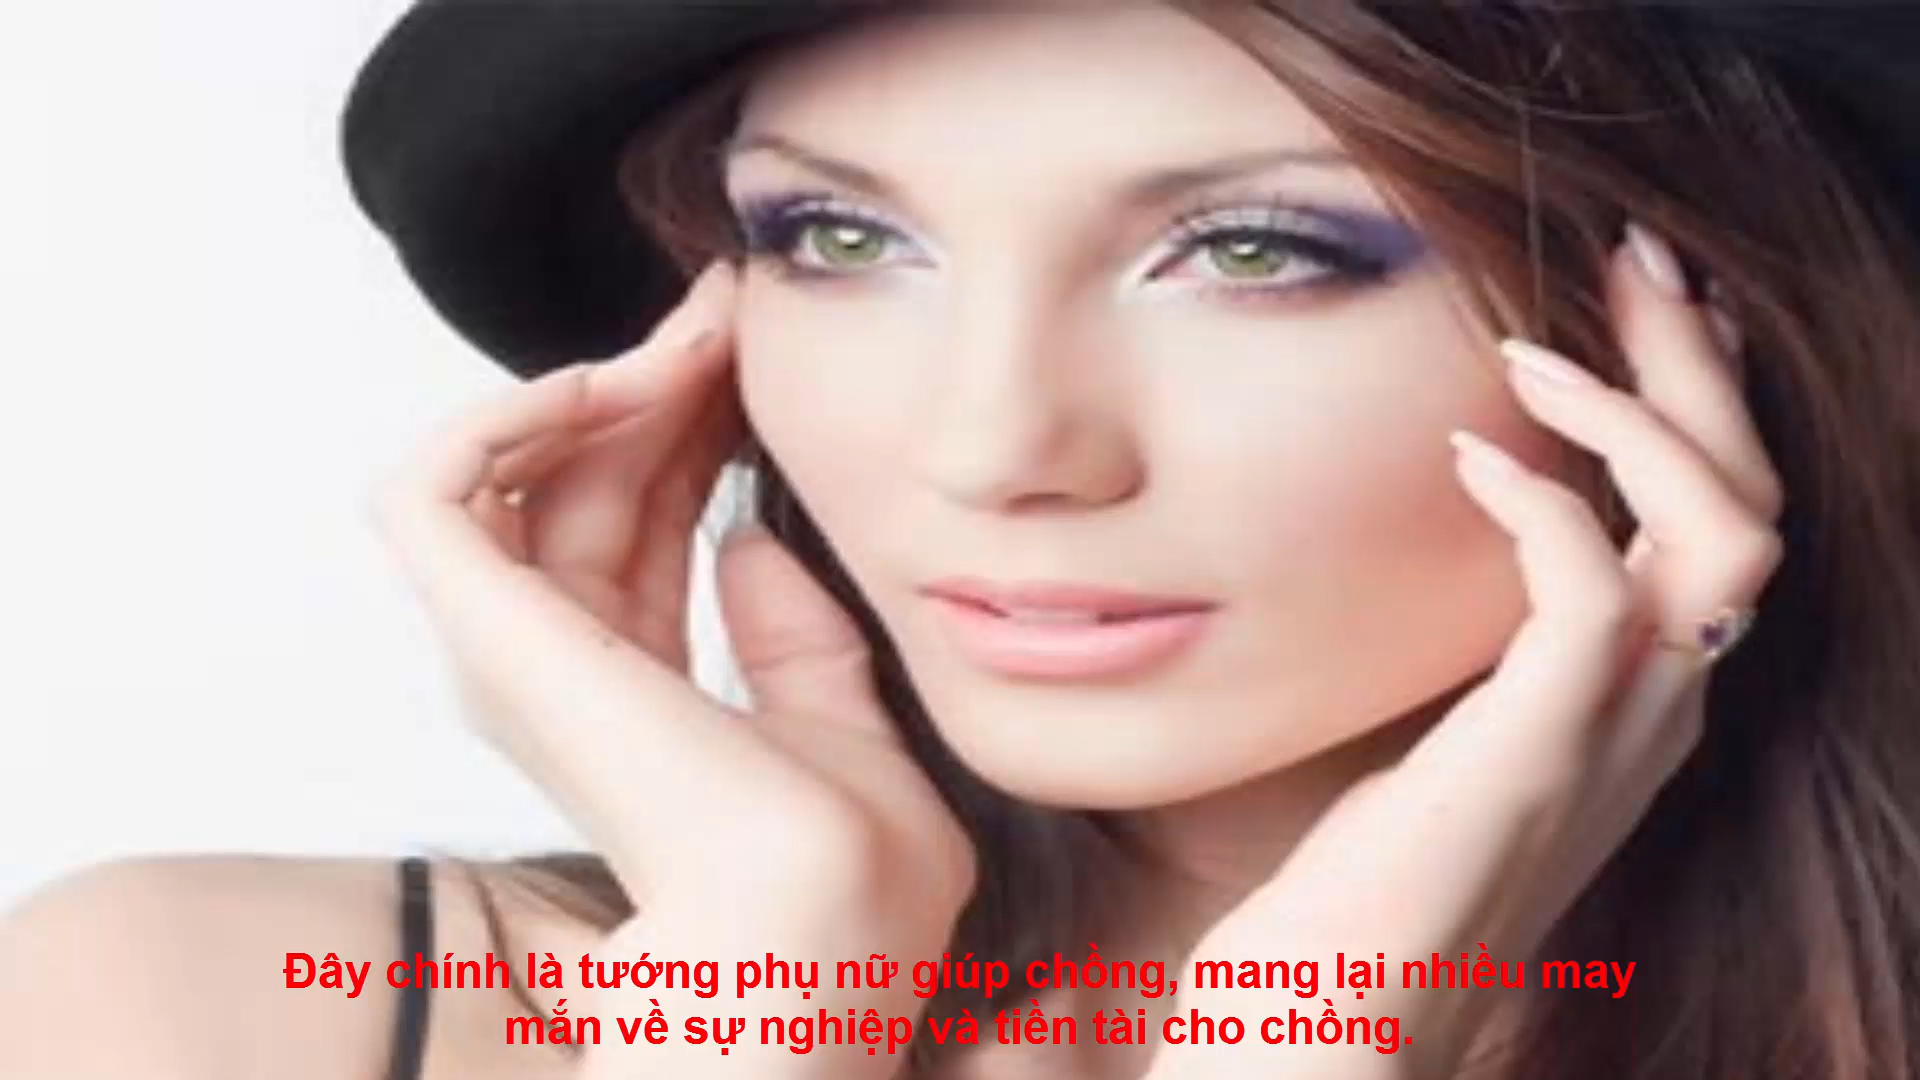 Đây chính là tướng phụ nữ giúp chồng, mang lại nhiều may
mắn về sự nghiệp và tiền tài cho chồng.